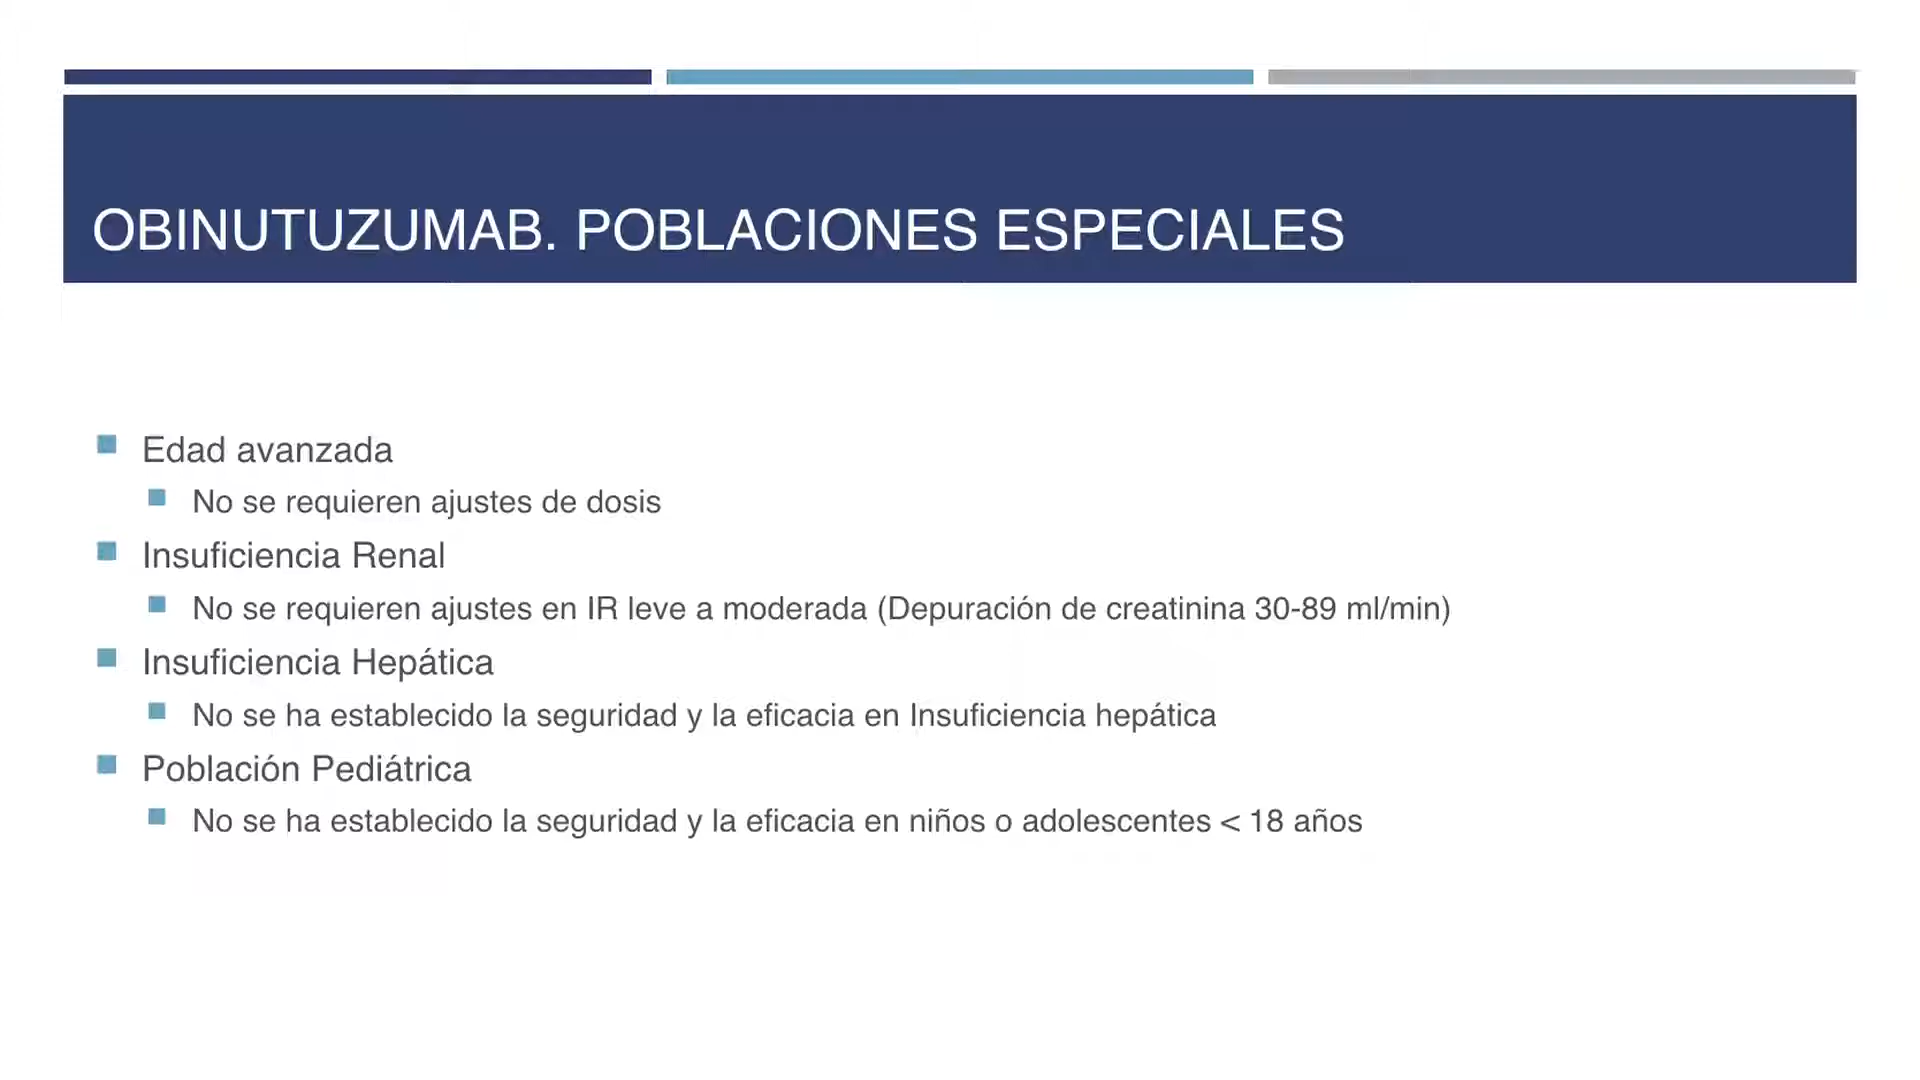 OBINUTUZUMAB. POBLACIONES ESPECIALES
Edad avanzada
No se requieren ajustes de dosis
Insuficiencia Renal
No se requieren ajustes en IR leve a moderada (Depuración de creatinina 30-89 ml/min)
Insuficiencia Hepática
No se ha establecido la seguridad y la eficacia en Insuficiencia hepática
Población Pediátrica
No se ha establecido la seguridad y la eficacia en niños o adolescentes < 18 años